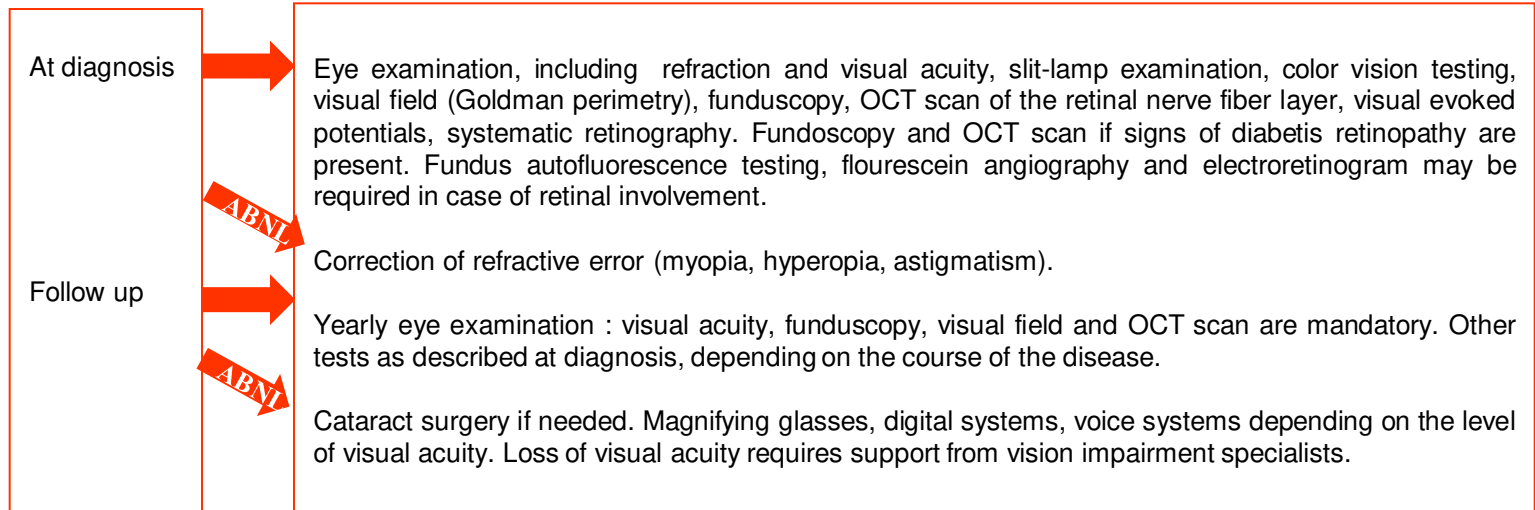 At diagnosis
Eye examination, including refraction and visual acuity, slit-lamp examination, color vision testing,
visual field (Goldman perimetry), funduscopy, OCT scan of the retinal nerve fiber layer, visual evoked
potentials, systematic retinography. Fundoscopy and OCT scan if signs of diabetis retinopathy are
present. Fundus autofluorescence testing, flourescein angiography and electroretinogram may be
required in case of retinal involvement.
ABNL
Correction of refractive error (myopia, hyperopia, astigmatism).
Follow up
Yearly eye examination : visual acuity, funduscopy, visual field and OCT scan are mandatory. Other
tests as described at diagnosis, depending on the course of the disease.
ABNL
Cataract surgery if needed. Magnifying glasses, digital systems, voice systems depending on the level
of visual acuity. Loss of visual acuity requires support from vision impairment specialists.